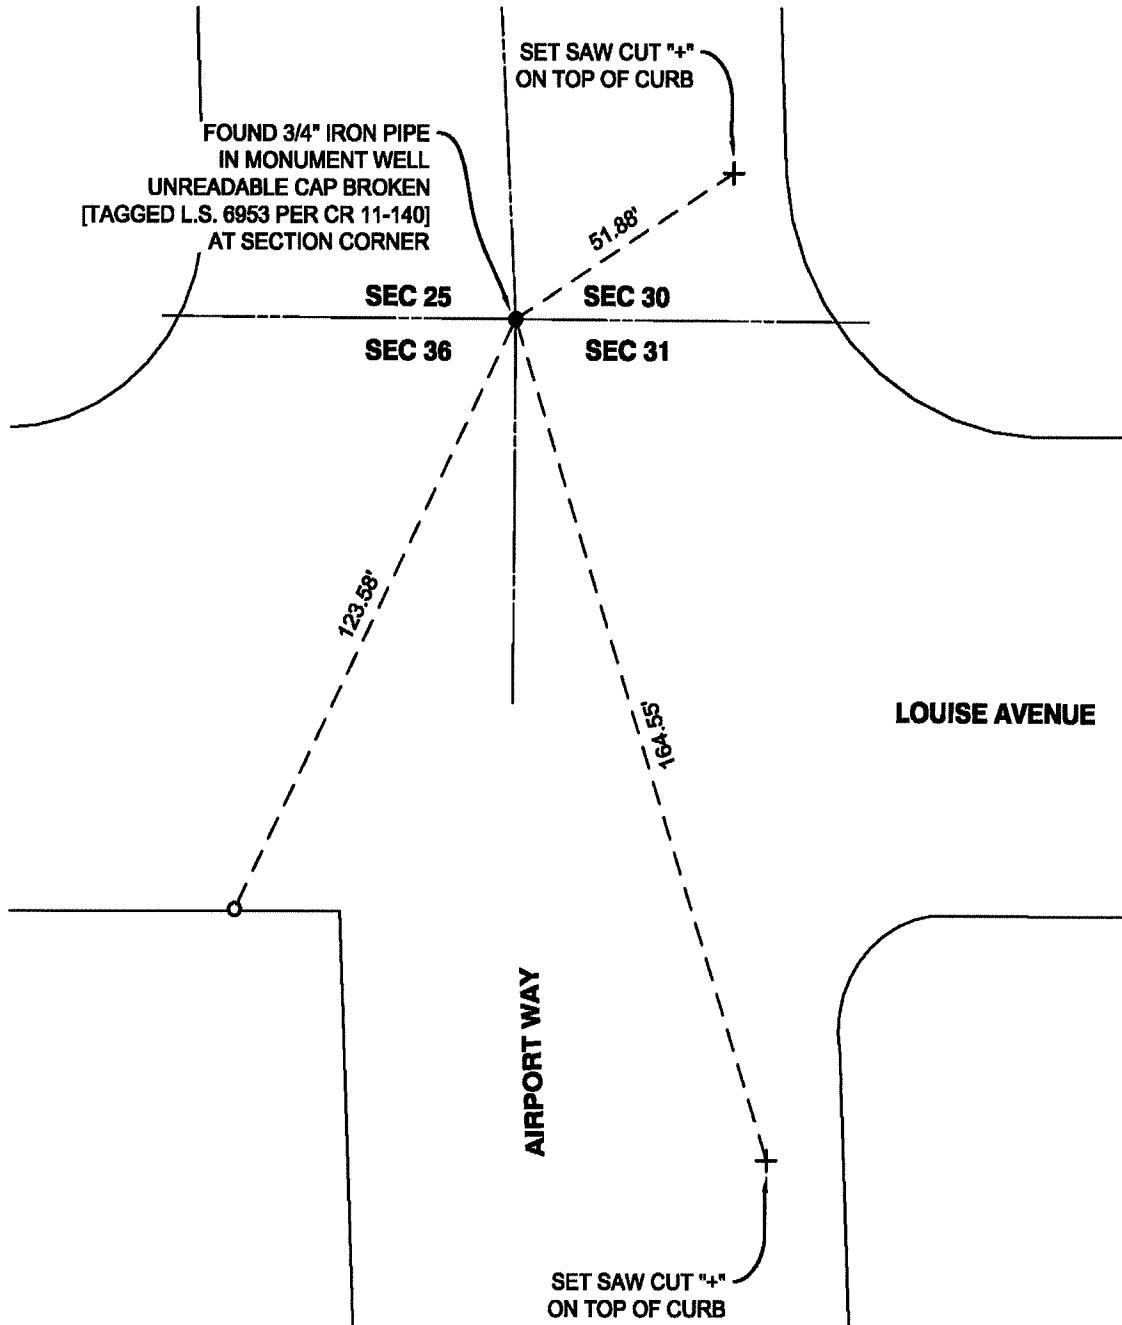 SET SAW CUT "+"
ON TOP OF CURB
FOUND 3/4" IRON PIPE
IN MONUMENT WELL
UNREADABLE CAP BROKEN
[TAGGED L.S. 6953 PER CR 11-140]
AT SECTION CORNER
51.88'
SEC 25
SEC 30
SEC 36
SEC 31
123.58'
164.55'
LOUISE AVENUE
AIRPORT WAY
SET SAW CUT "+"
ON TOP OF CURB